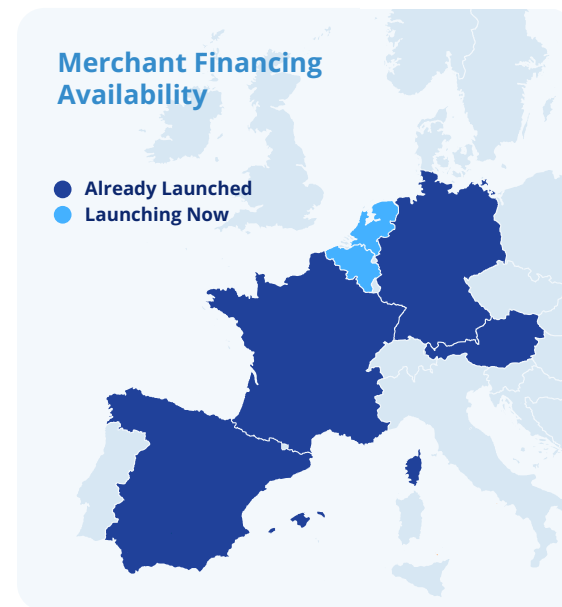 Merchant Financing
Availability
Already Launched
Launching Now